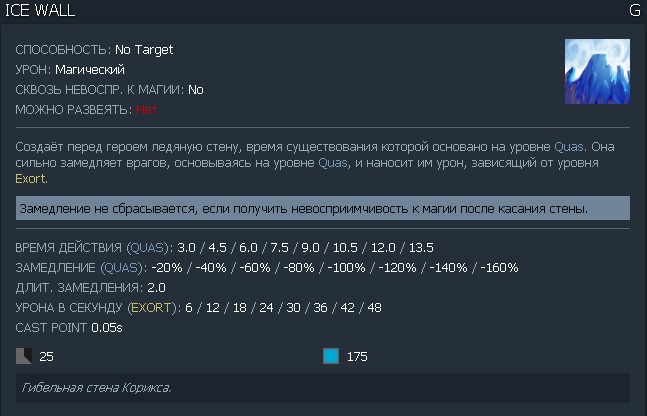 ICE WALL G
СПОСОБНОСТЬ: No Target
УРОН: Магический
СКВОЗЬ НЕВОСПР. К МАГИИ: No
МОЖНО РАЗВЕЯТЬ: Нет
Создаёт перед героем ледяную стену, время существования которой основано на уровне Quas. Она
сильно замедляет врагов, основываясь на уровне Quas, и наносит им урон, зависящий от уровня
Exort.
Замедление не сбрасывается, если получить невосприимчивость к магии после касания стены.
ВРЕМЯ ДЕЙСТВИЯ (QUAS): 3.0 / 4.5 / 6.0 / 7.5 / 9.0 / 10.5 / 12.0 / 13.5
ЗАМЕДЛЕНИЕ (QUAS): -20% / -40% / -60% / -80% / -100% / -120% / -140% / -160%
ДЛИТ. ЗАМЕДЛЕНИЯ: 2.0
УРОНА В СЕКУНДУ (EXORT): 6 / 12 / 18 / 24 / 30 / 36 / 42 / 48
CAST POINT 0.05s
25 175
Гибельная стена Корикса.